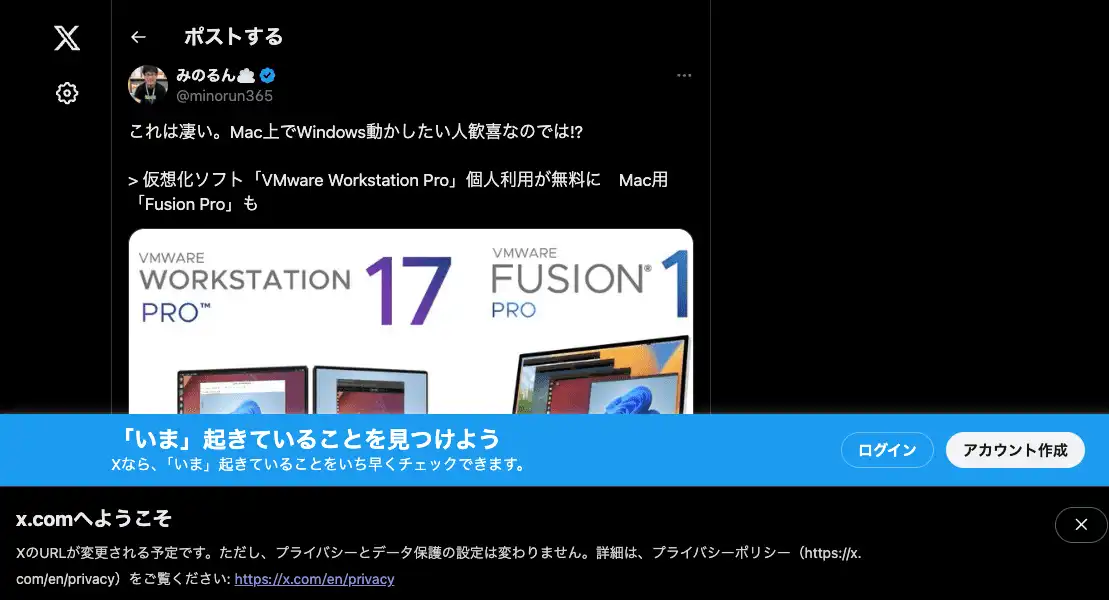 ポストする
みのるん☁️
@minorun365
これは凄い。Mac上でWindows動かしたい人歓喜なのでは!?
> 仮想化ソフト「VMware Workstation Pro」個人利用が無料に　Mac用
「Fusion Pro」も
VMWARE
WORKSTATION 17
PRO™
VMWARE
FUSION® 1
PRO
「いま」起きていることを見つけよう
Xなら、「いま」起きていることをいち早くチェックできます。
ログイン
アカウント作成
x.comへようこそ
XのURLが変更される予定です。ただし、プライバシーとデータ保護の設定は変わりません。詳細は、プライバシーポリシー（https://x.
com/en/privacy）をご覧ください: https://x.com/en/privacy